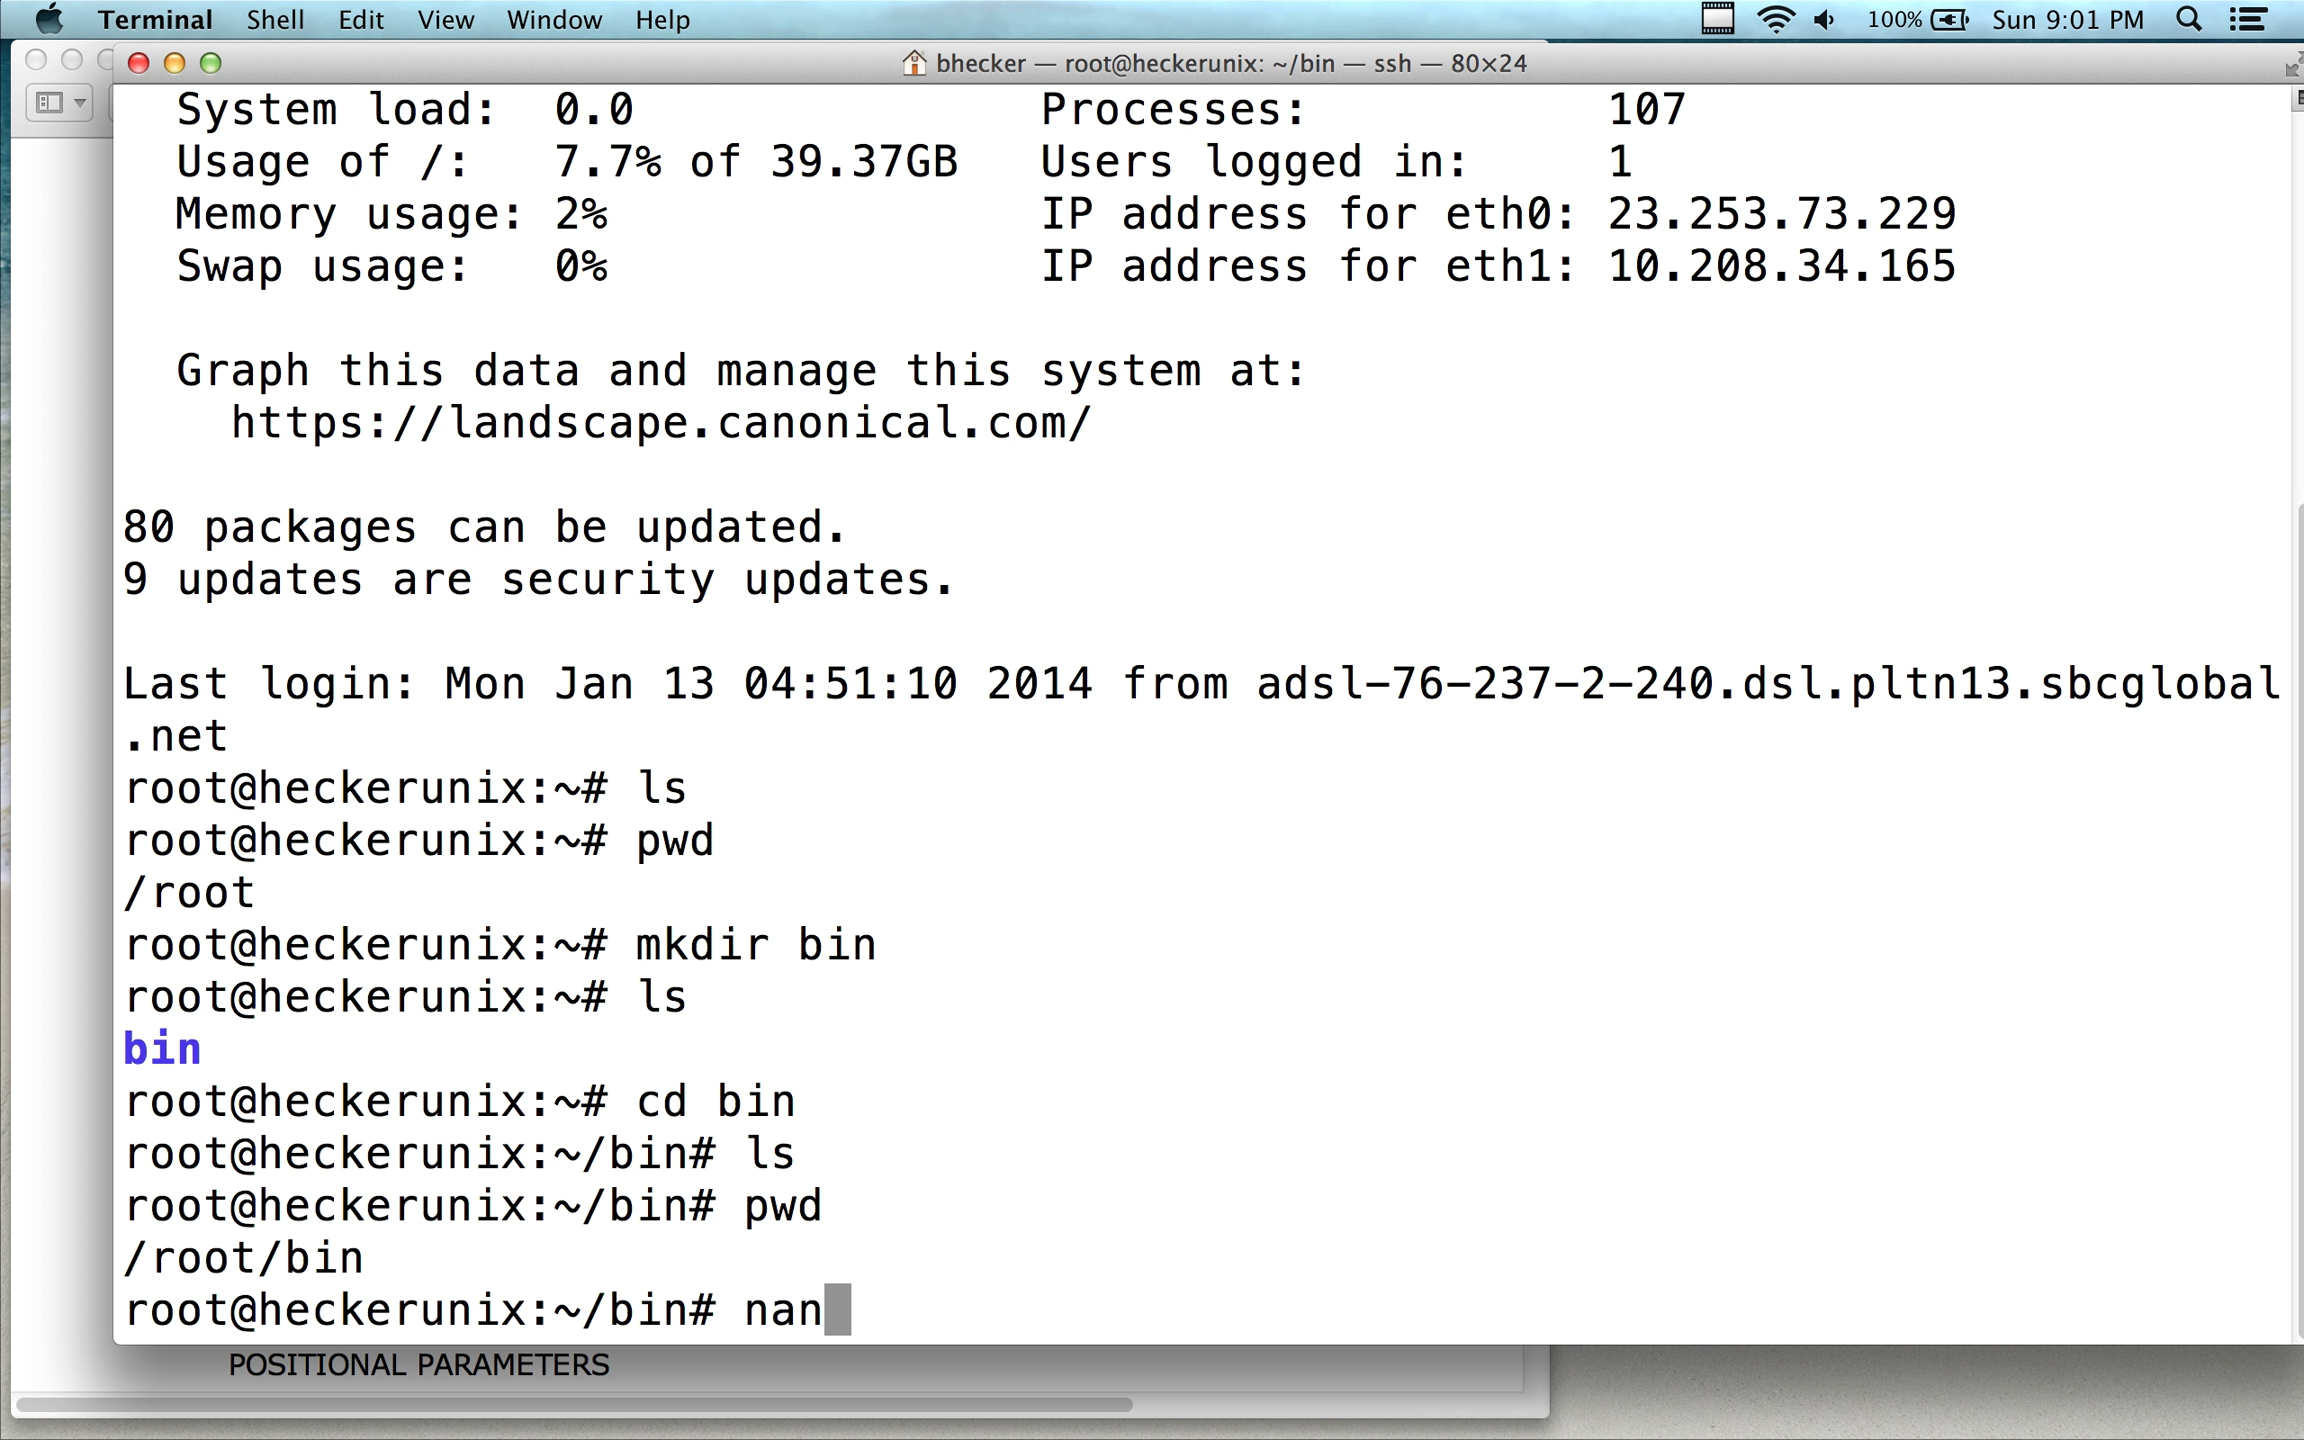 Terminal Shell Edit View Window Help 100% Sun 9:01 PM
bhecker — root@heckerunix: ~/bin — ssh — 80×24
System load: 0.0 Processes: 107
Usage of /: 7.7% of 39.37GB Users logged in: 1
Memory usage: 2% IP address for eth0: 23.253.73.229
Swap usage: 0% IP address for eth1: 10.208.34.165
Graph this data and manage this system at:
https://landscape.canonical.com/
80 packages can be updated.
9 updates are security updates.
Last login: Mon Jan 13 04:51:10 2014 from adsl-76-237-2-240.dsl.pltn13.sbcglobal
.net
root@heckerunix:~# ls
root@heckerunix:~# pwd
/root
root@heckerunix:~# mkdir bin
root@heckerunix:~# ls
bin
root@heckerunix:~# cd bin
root@heckerunix:~/bin# ls
root@heckerunix:~/bin# pwd
/root/bin
root@heckerunix:~/bin# nan
POSITIONAL PARAMETERS